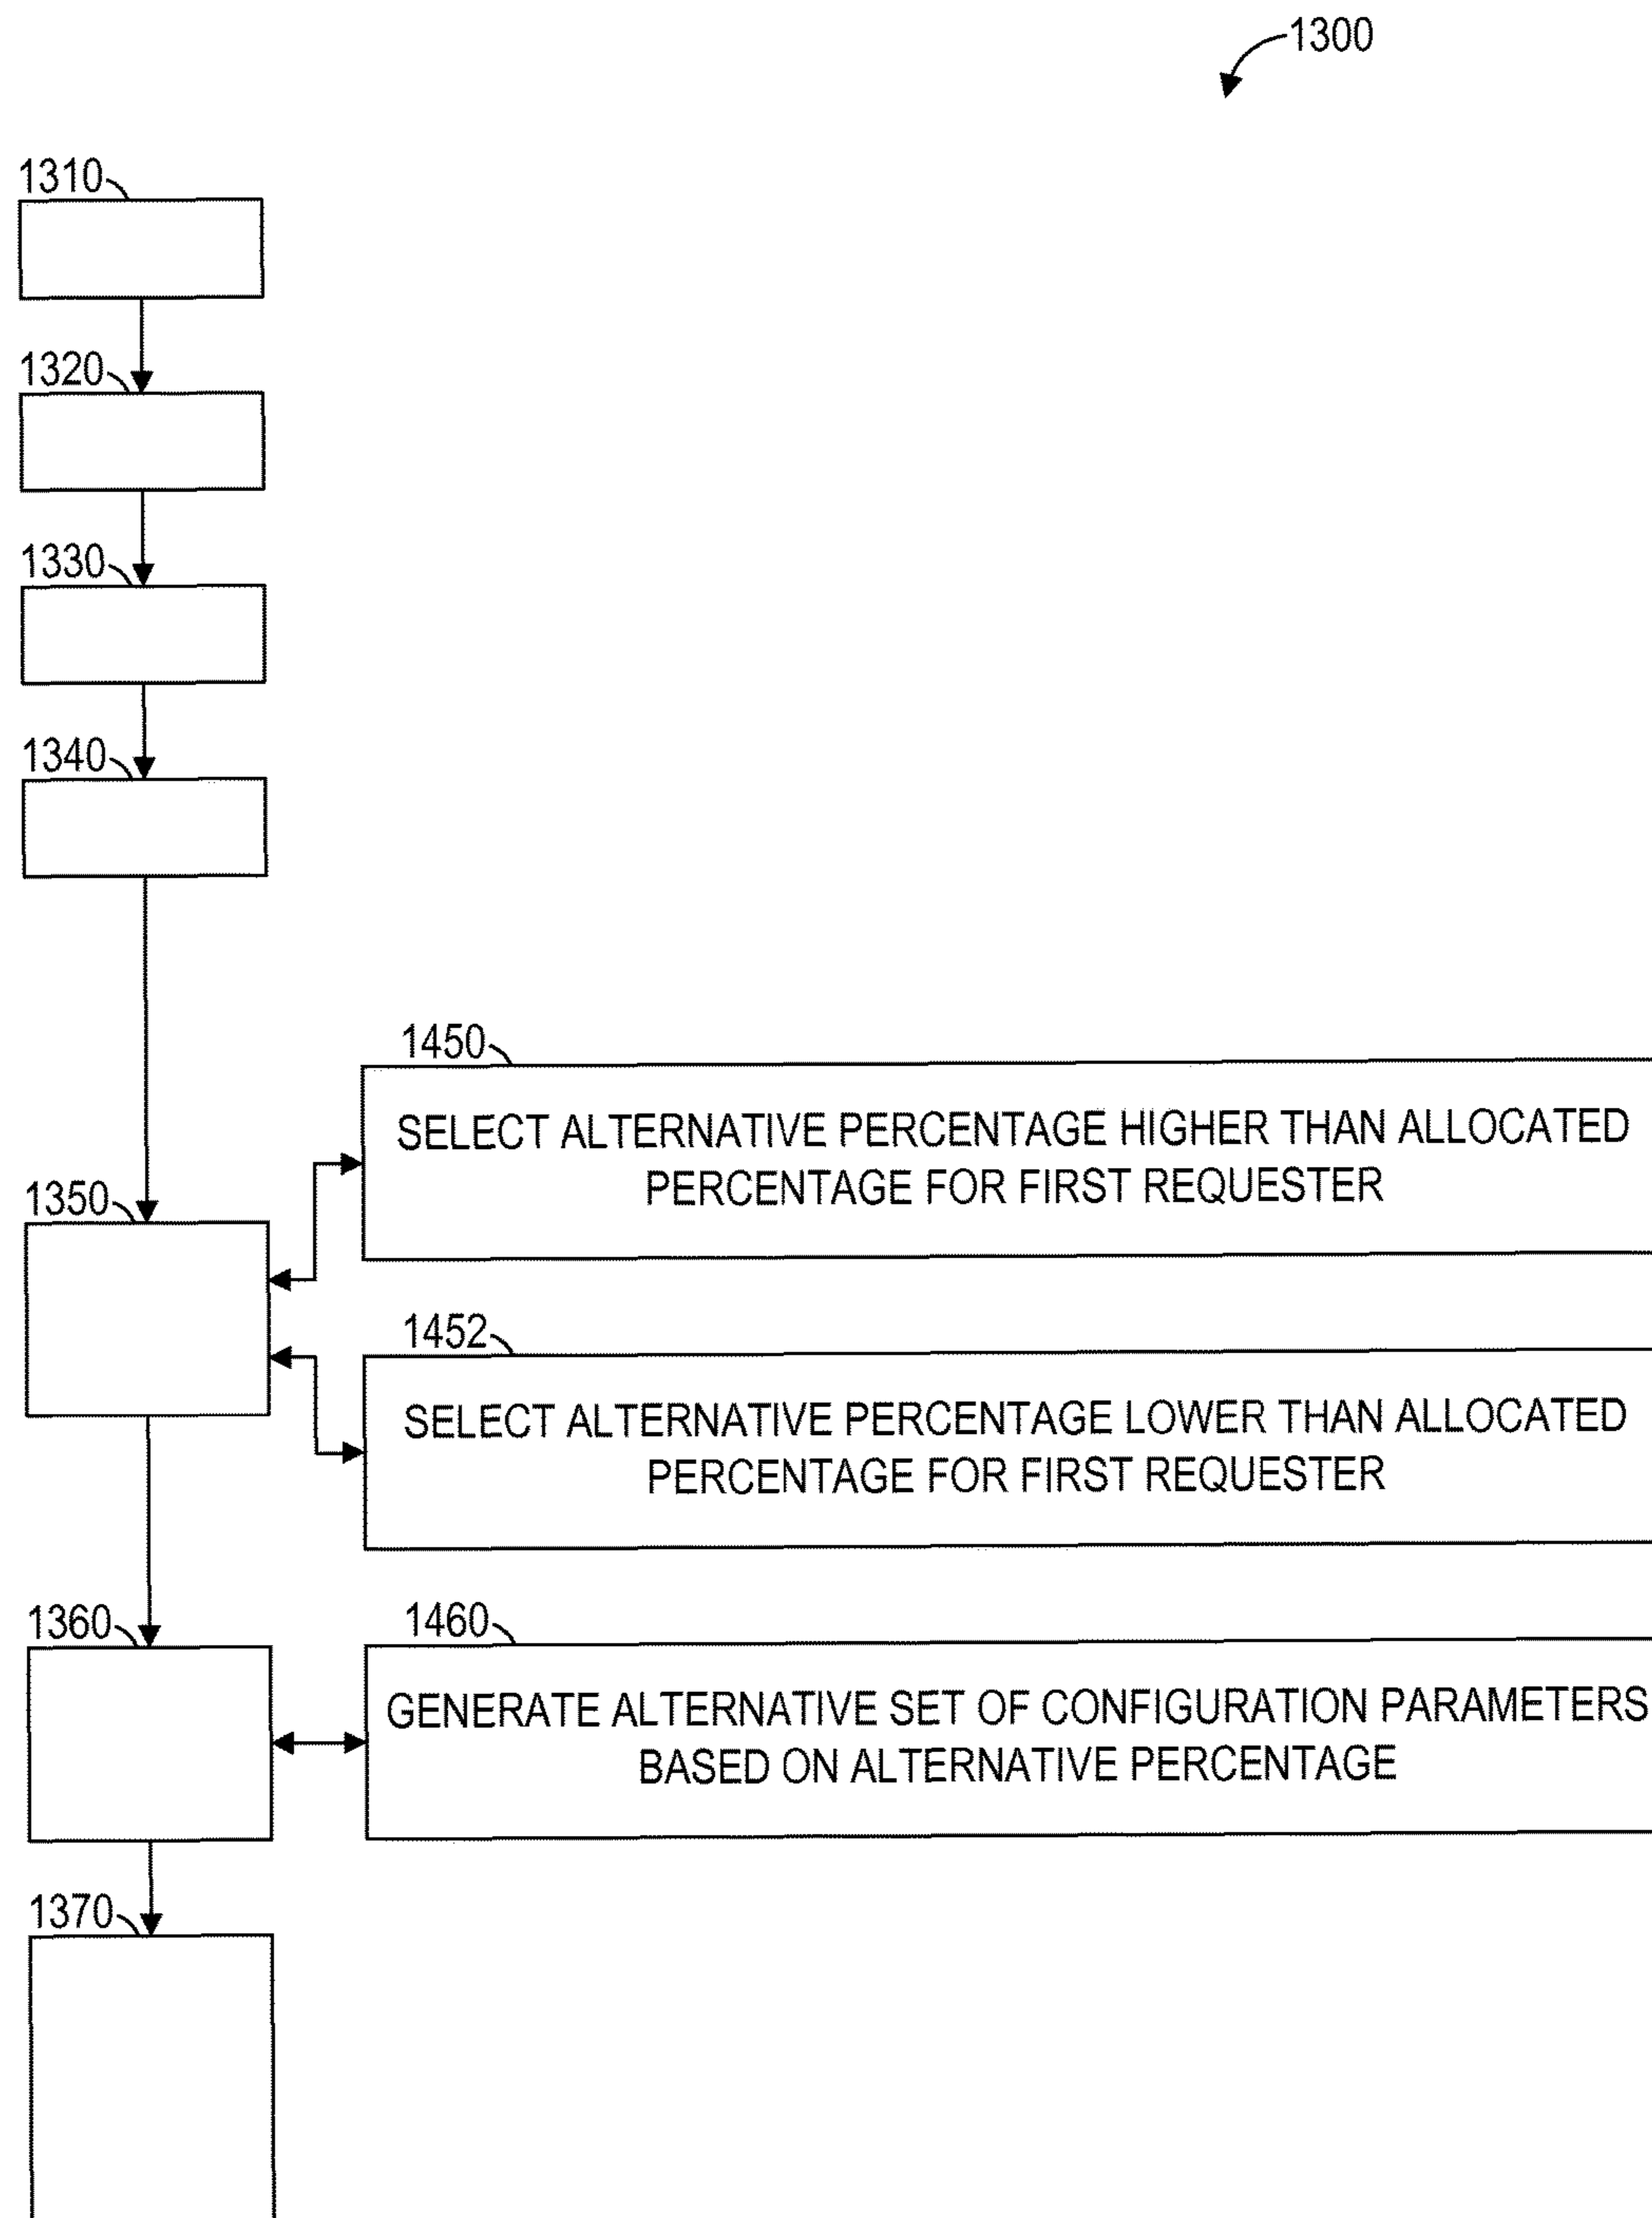 1300
1310
1320
1330
1340
1450
SELECT ALTERNATIVE PERCENTAGE HIGHER THAN ALLOCATED
PERCENTAGE FOR FIRST REQUESTER
1350
1452
SELECT ALTERNATIVE PERCENTAGE LOWER THAN ALLOCATED
PERCENTAGE FOR FIRST REQUESTER
1360
1460
GENERATE ALTERNATIVE SET OF CONFIGURATION PARAMETERS
BASED ON ALTERNATIVE PERCENTAGE
1370